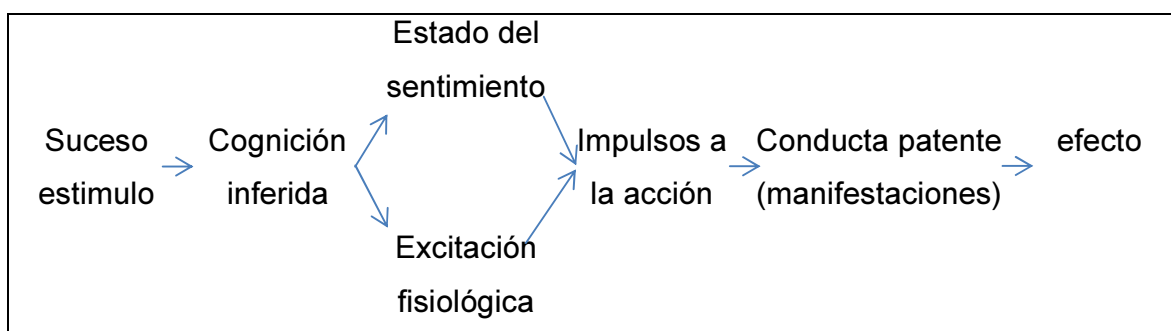 Estado del
sentimiento
Suceso
estimulo
Cognición
inferida
Excitación
fisiológica
Impulsos a
la acción
Conducta patente
(manifestaciones)
efecto